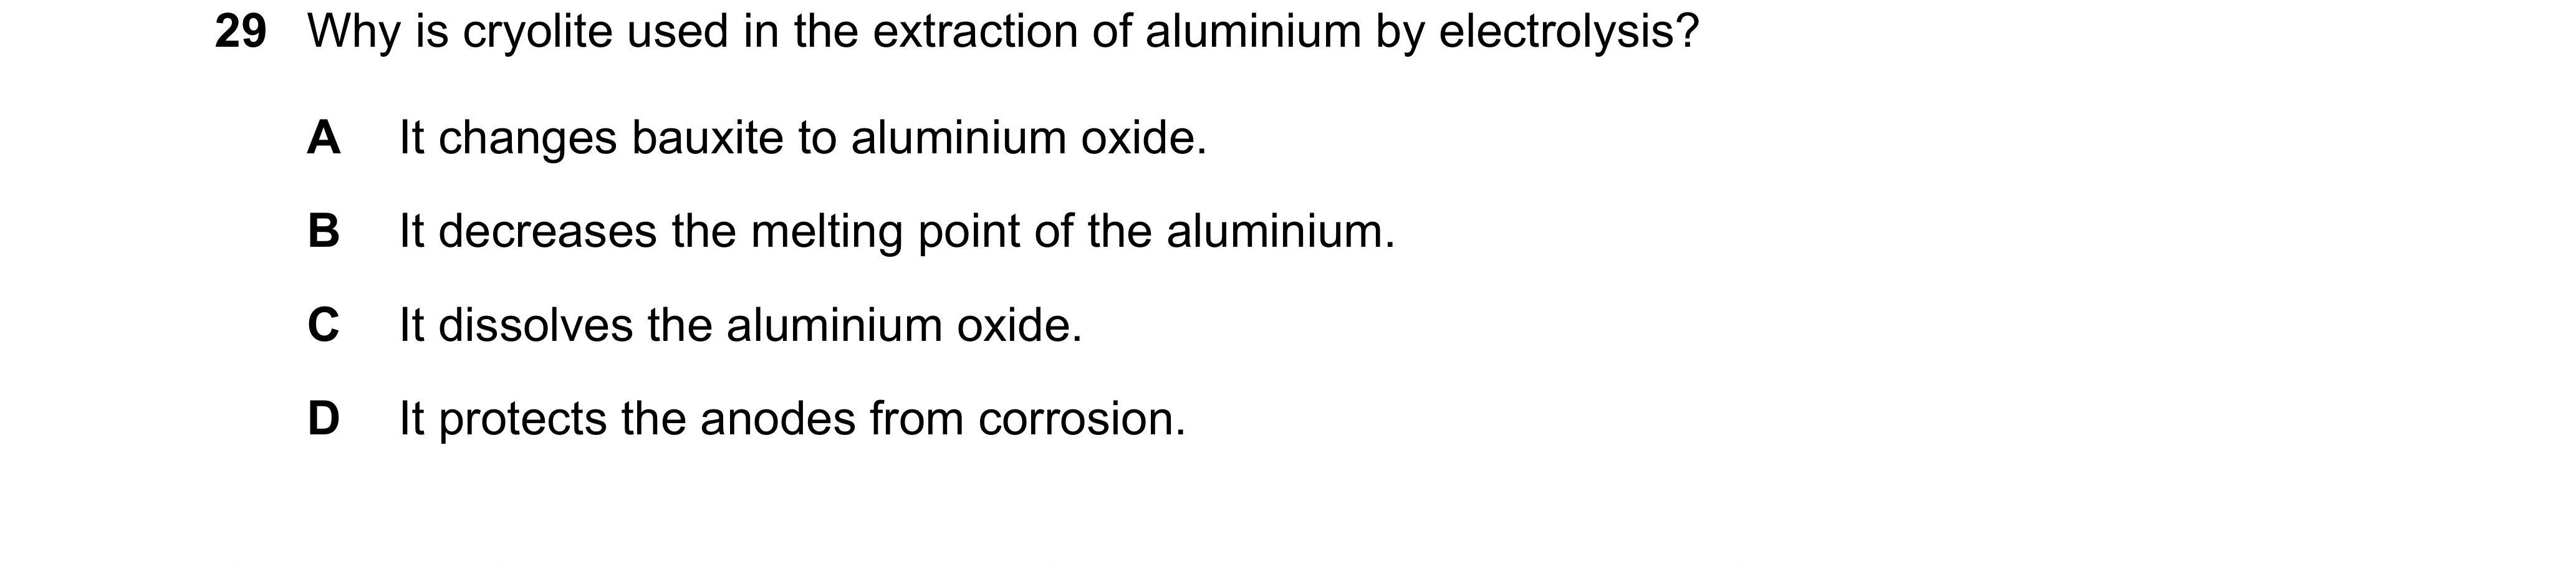 29 Why is cryolite used in the extraction of aluminium by electrolysis?
A It changes bauxite to aluminium oxide.
B It decreases the melting point of the aluminium.
C It dissolves the aluminium oxide.
D It protects the anodes from corrosion.